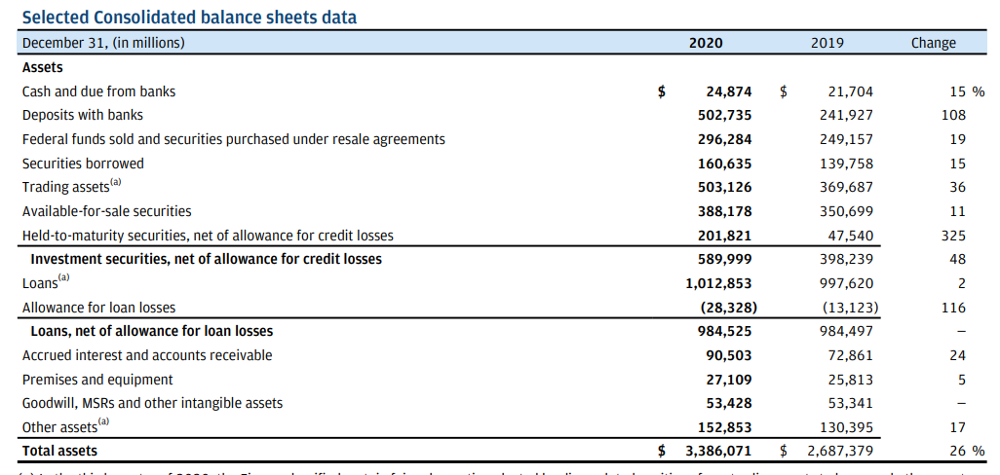 Selected Consolidated balance sheets data
December 31, (in millions) 2020 2019 Change
Assets
Cash and due from banks $ 24,874 $ 21,704 15 %
Deposits with banks 502,735 241,927 108
Federal funds sold and securities purchased under resale agreements 296,284 249,157 19
Securities borrowed 160,635 139,758 15
Trading assets(a) 503,126 369,687 36
Available-for-sale securities 388,178 350,699 11
Held-to-maturity securities, net of allowance for credit losses 201,821 47,540 325
Investment securities, net of allowance for credit losses 589,999 398,239 48
Loans(a) 1,012,853 997,620 2
Allowance for loan losses (28,328) (13,123) 116
Loans, net of allowance for loan losses 984,525 984,497 –
Accrued interest and accounts receivable 90,503 72,861 24
Premises and equipment 27,109 25,813 5
Goodwill, MSRs and other intangible assets 53,428 53,341 –
Other assets(a) 152,853 130,395 17
Total assets $ 3,386,071 $ 2,687,379 26 %